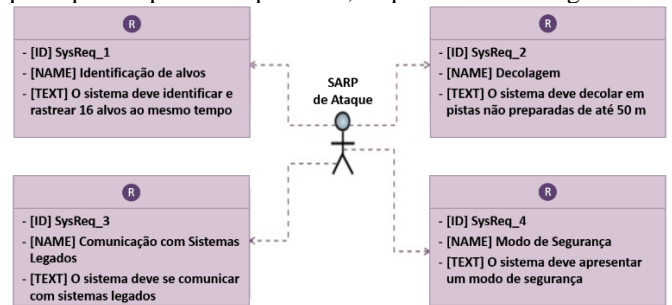 R
- [ID] SysReq_1
- [NAME] Identificação de alvos
- [TEXT] O sistema deve identificar e
rastrear 16 alvos ao mesmo tempo
SARP
de Ataque
R
- [ID] SysReq_2
- [NAME] Decolagem
- [TEXT] O sistema deve decolar em
pistas não preparadas de até 50 m
R
- [ID] SysReq_3
- [NAME] Comunicação com Sistemas
Legados
- [TEXT] O sistema deve se comunicar
com sistemas legados
R
- [ID] SysReq_4
- [NAME] Modo de Segurança
- [TEXT] O sistema deve apresentar
um modo de segurança